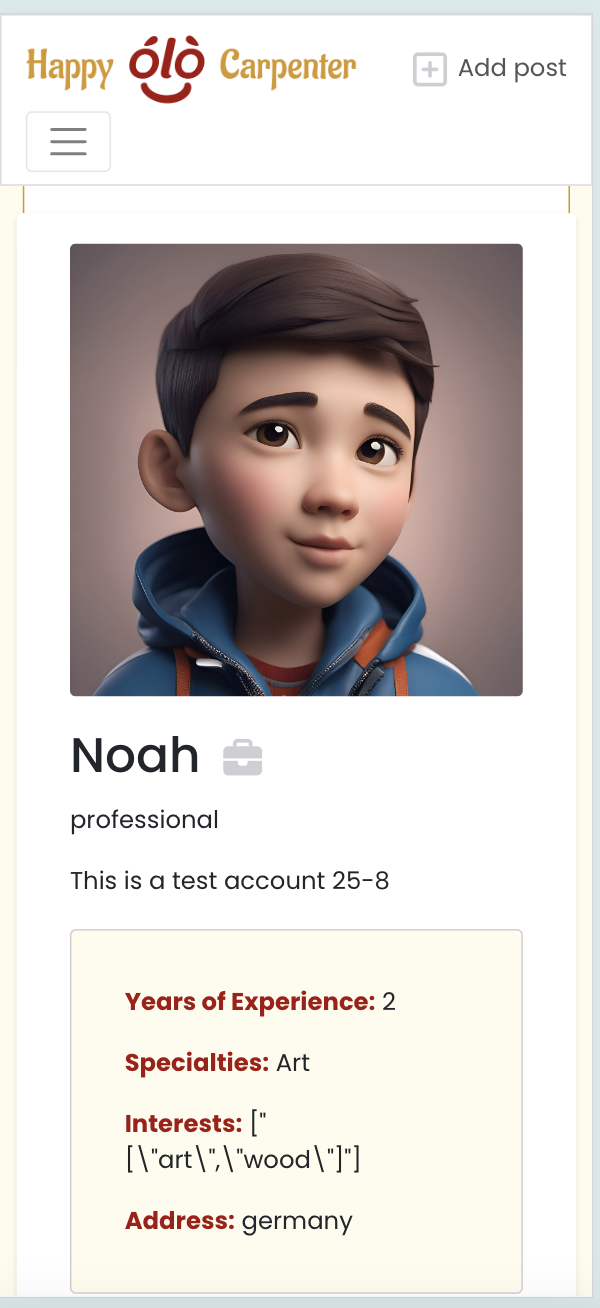 Happy ólò Carpenter
Add post
Noah
professional
This is a test account 25-8
Years of Experience: 2
Specialties: Art
Interests: ["
[\"art\",\"wood\"]"]
Address: germany